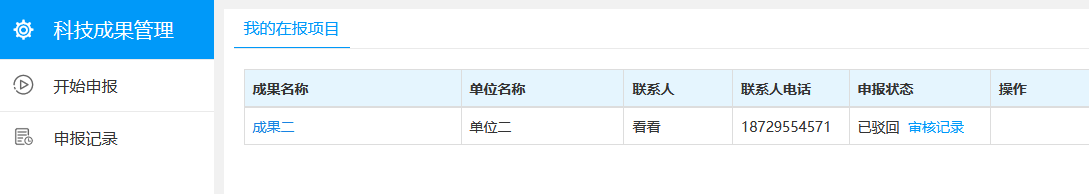 科技成果管理
开始申报
申报记录
我的在报项目
成果名称 单位名称 联系人 联系人电话 申报状态 操作
成果二 单位二 看看 18729554571 已驳回 审核记录